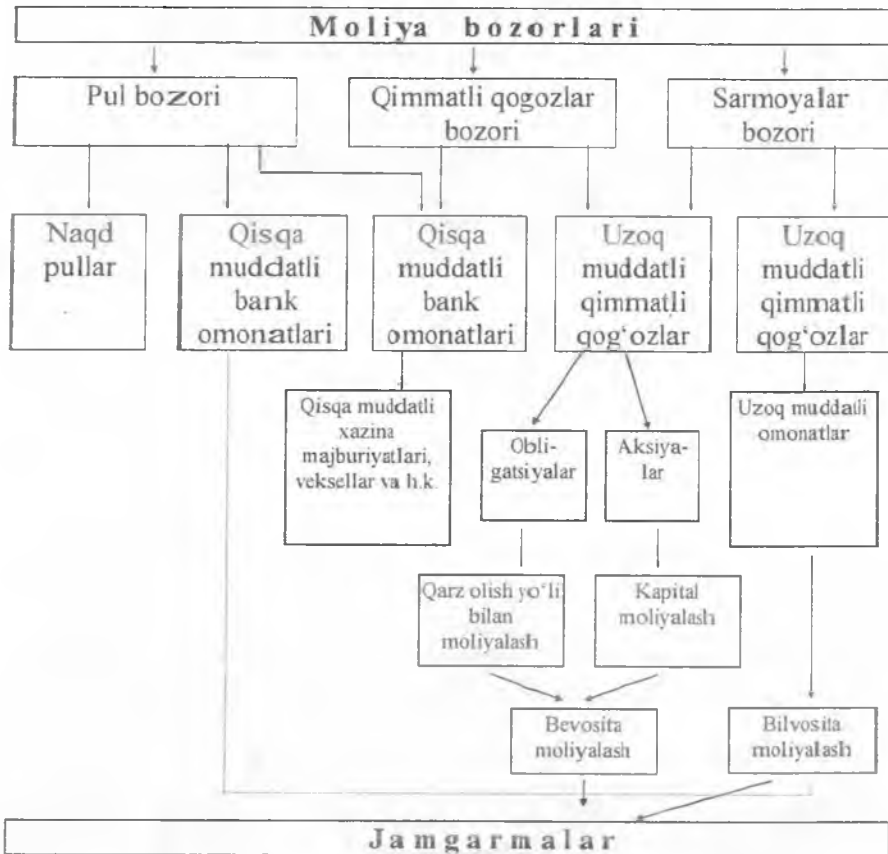 Moliya bozorlari
Pul bozori
Qimmatli qogozlar
bozori
Sarmoyalar
bozori
Naqd
pullar
Qisqa
muddatli
bank
omonatlari
Qisqa
muddatli
bank
omonatlari
Uzoq
muddatli
qimmatli
qog‘ozlar
Uzoq
muddatli
qimmatli
qog‘ozlar
Qisqa muddatli
xazina
majburiyatlari,
veksellar va h.k.
Obli-
gatsiyalar
Aksiya-
lar
Uzoq muddatli
omonatlar
Qarz olish yo‘li
bilan
moliyalash
Kapital
moliyalash
Bevosita
moliyalash
Bilvosita
moliyalash
Jamgarmalar